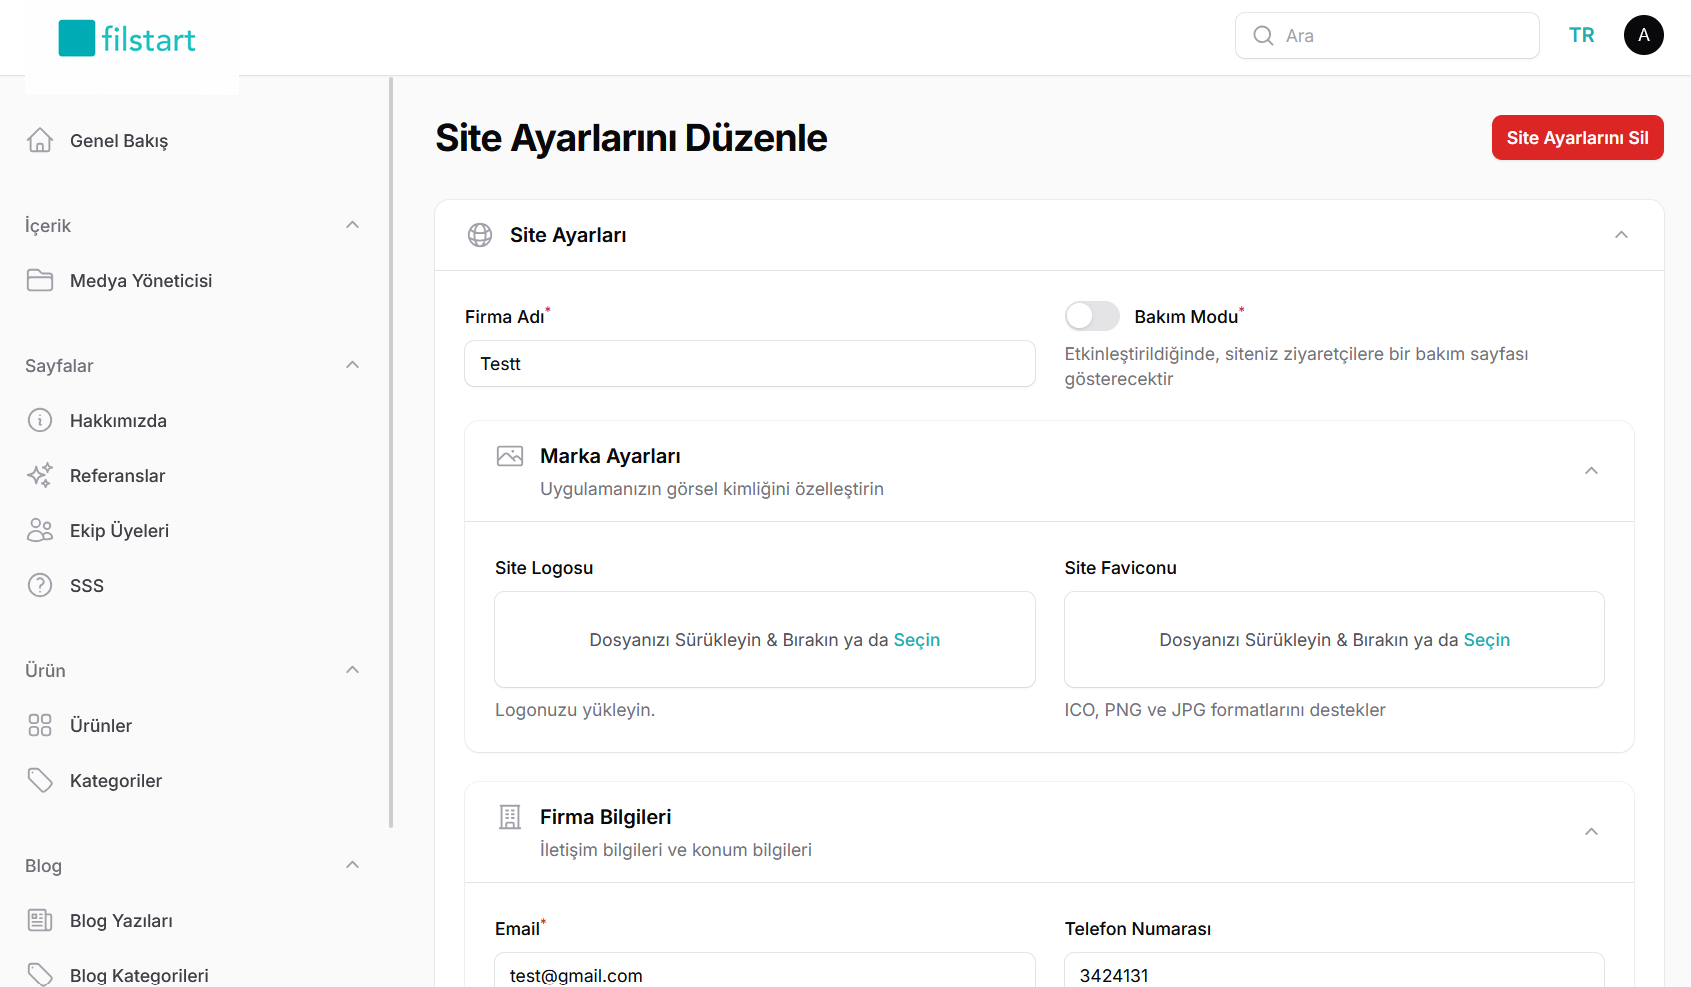 filstart
Ara
TR
A
Genel Bakış
İçerik
Medya Yöneticisi
Sayfalar
Hakkımızda
Referanslar
Ekip Üyeleri
SSS
Ürün
Ürünler
Kategoriler
Blog
Blog Yazıları
Blog Kategorileri
Site Ayarlarını Düzenle
Site Ayarlarını Sil
Site Ayarları
Firma Adı*
Testt
Bakım Modu*
Etkinleştirildiğinde, siteniz ziyaretçilere bir bakım sayfası
gösterecektir
Marka Ayarları
Uygulamanızın görsel kimliğini özelleştirin
Site Logosu
Dosyanızı Sürükleyin & Bırakın ya da Seçin
Logonuzu yükleyin.
Site Faviconu
Dosyanızı Sürükleyin & Bırakın ya da Seçin
ICO, PNG ve JPG formatlarını destekler
Firma Bilgileri
İletişim bilgileri ve konum bilgileri
Email*
test@gmail.com
Telefon Numarası
3424131